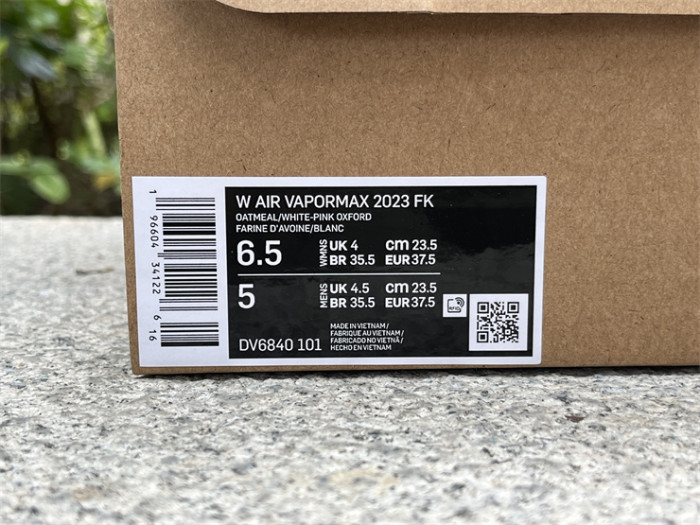 W AIR VAPORMAX 2023 FK
OATMEAL/WHITE-PINK OXFORD
FARINE D'AVOINE/BLANC
6.5 WMNS UK 4 cm 23.5
BR 35.5 EUR 37.5
5 MENS UK 4.5 cm 23.5
BR 35.5 EUR 37.5
DV6840 101
MADE IN VIETNAM/
FABRIQUE AU VIETNAM/
FABRICADO NO VIETNÃ/
HECHO EN VIETNAM
1 96604 34122 6 16